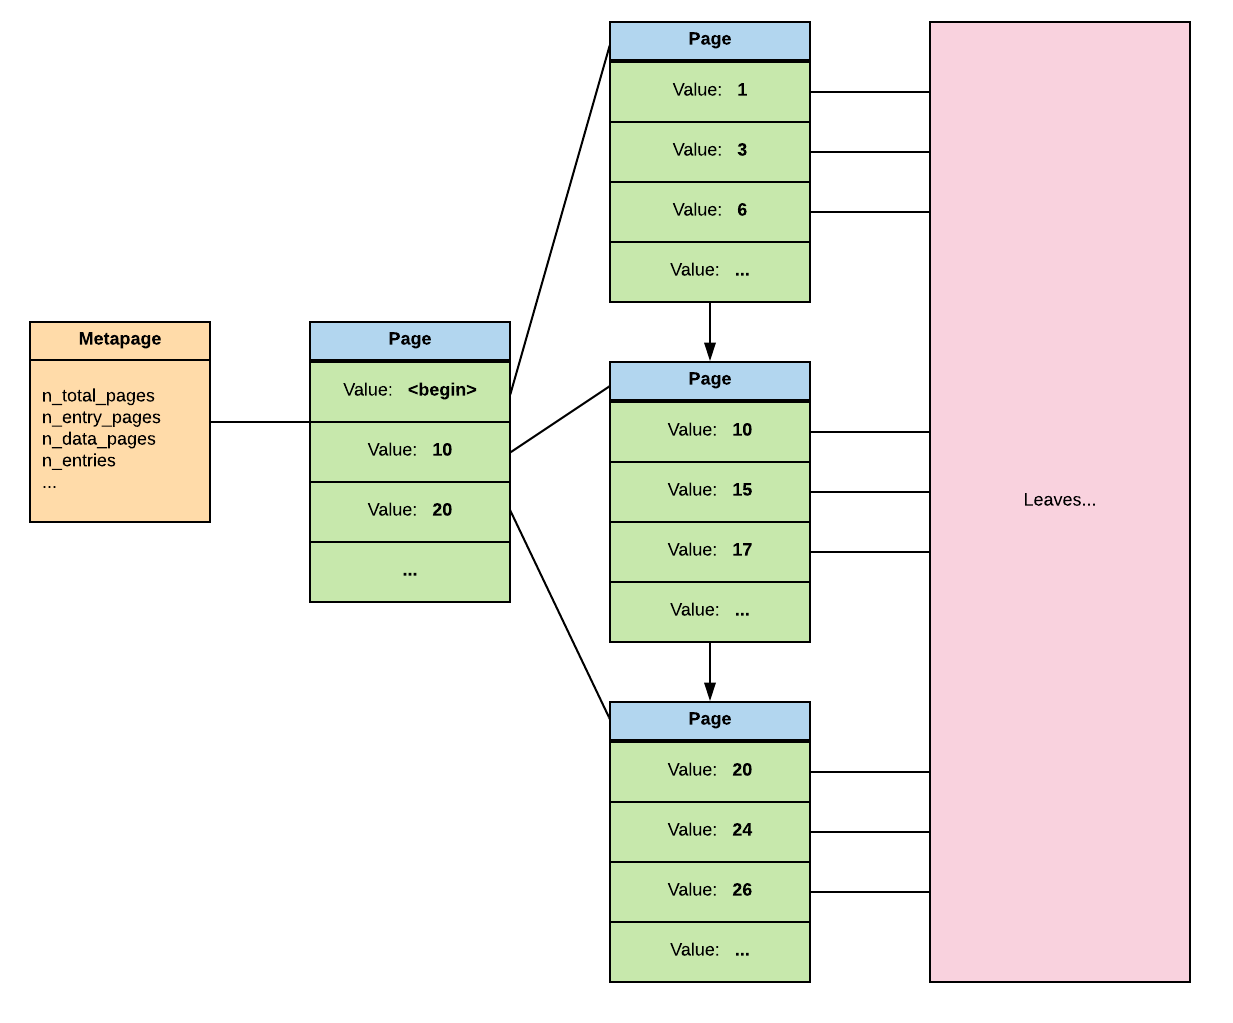 Metapage
n_total_pages
n_entry_pages
n_data_pages
n_entries
...
Page
Value: <begin>
Value: 10
Value: 20
...
Page
Value: 1
Value: 3
Value: 6
Value: ...
Page
Value: 10
Value: 15
Value: 17
Value: ...
Page
Value: 20
Value: 24
Value: 26
Value: ...
Leaves...